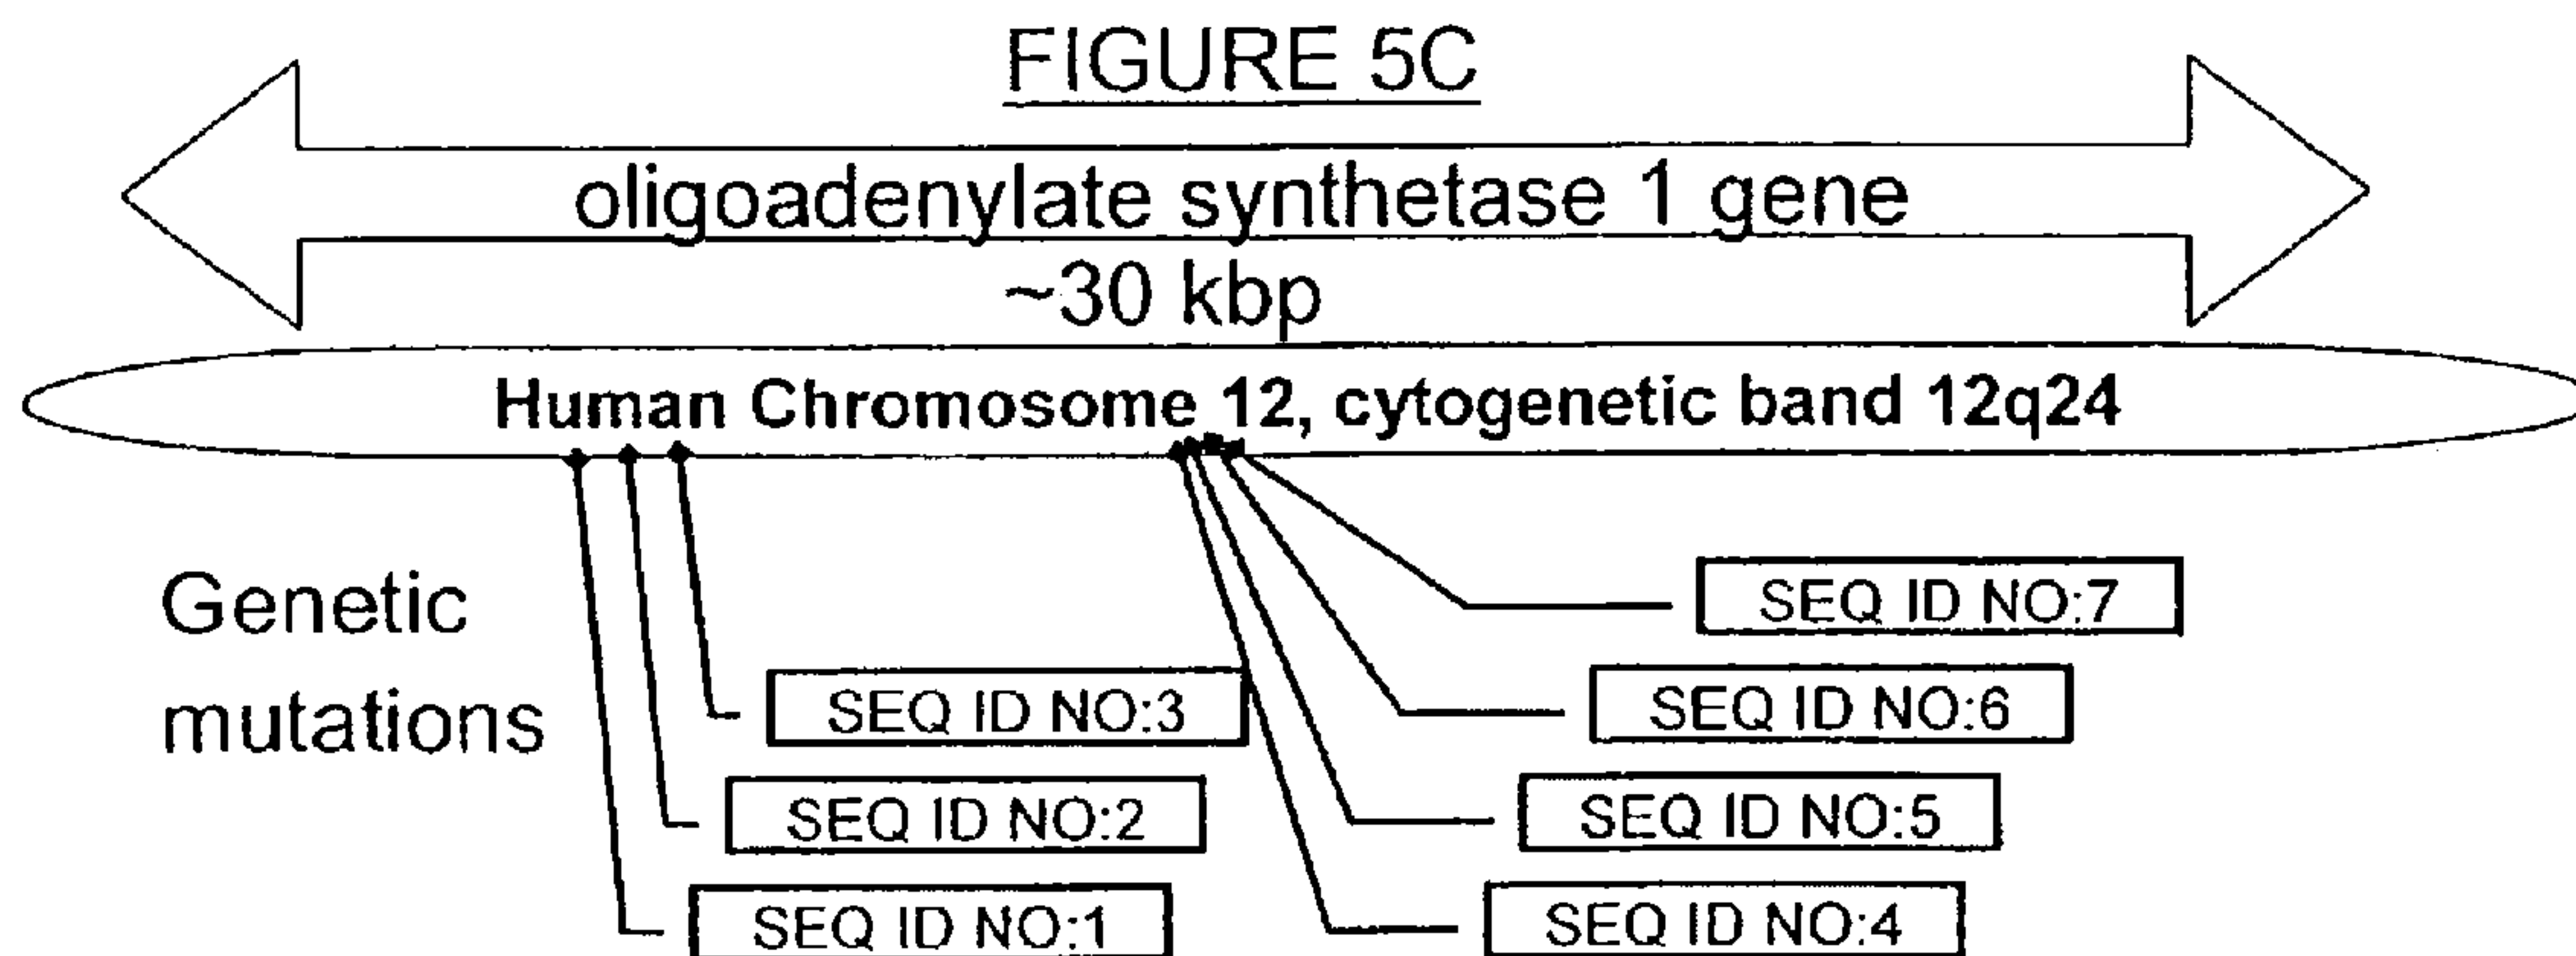 FIGURE 5C
oligoadenylate synthetase 1 gene
~30 kbp
Human Chromosome 12, cytogenetic band 12q24
Genetic
mutations
SEQ ID NO:3
SEQ ID NO:2
SEQ ID NO:1
SEQ ID NO:7
SEQ ID NO:6
SEQ ID NO:5
SEQ ID NO:4